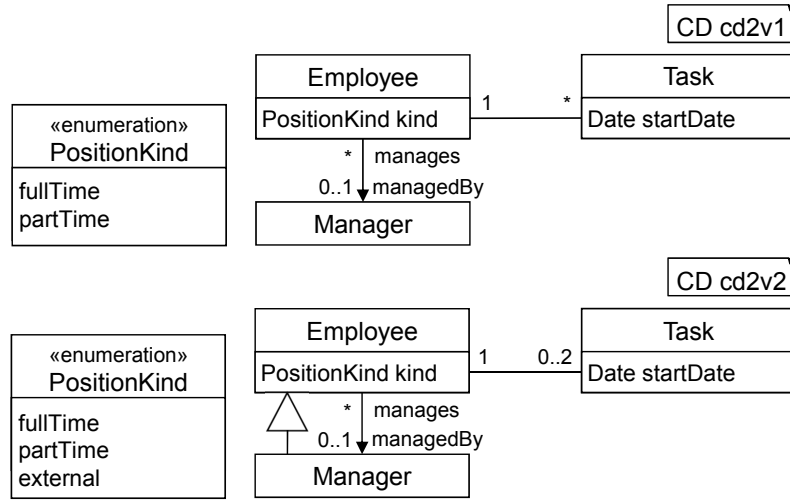 CD cd2v1
Employee
Task
PositionKind kind
1
*
Date startDate
«enumeration»
PositionKind
fullTime
partTime
*
manages
0..1
managedBy
Manager
CD cd2v2
Employee
Task
PositionKind kind
1
0..2
Date startDate
«enumeration»
PositionKind
fullTime
partTime
external
*
manages
0..1
managedBy
Manager